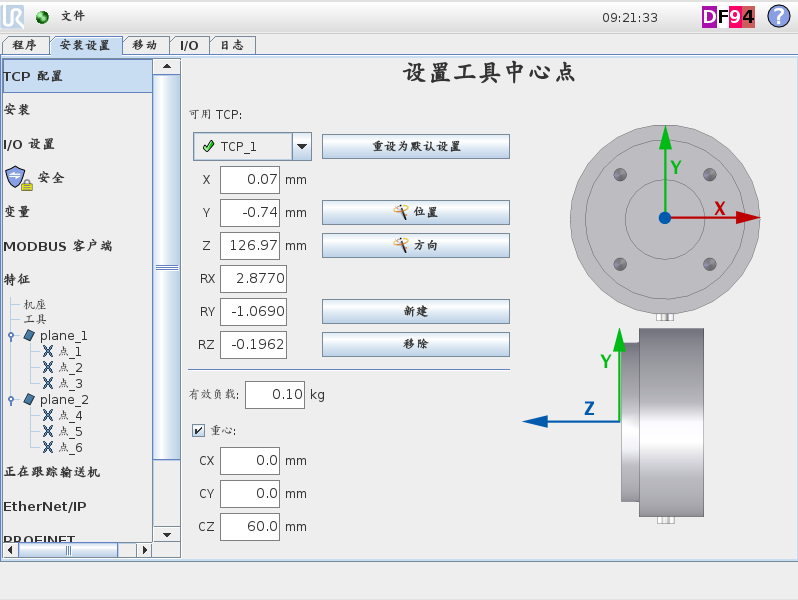 文件
09:21:33
DF94
?
程序 安装设置 移动 I/O 日志
TCP 配置
安装
I/O 设置
安全
变量
MODBUS 客户端
特征
机座
工具
plane_1
点_1
点_2
点_3
plane_2
点_4
点_5
点_6
正在跟踪输送机
EtherNet/IP
PROFINET
设置工具中心点
可用 TCP:
TCP_1 重设为默认设置
X 0.07 mm
Y -0.74 mm 位置
Z 126.97 mm 方向
RX 2.8770
RY -1.0690 新建
RZ -0.1962 移除
有效负载: 0.10 kg
重心:
CX 0.0 mm
CY 0.0 mm
CZ 60.0 mm
Y
X
Y
Z